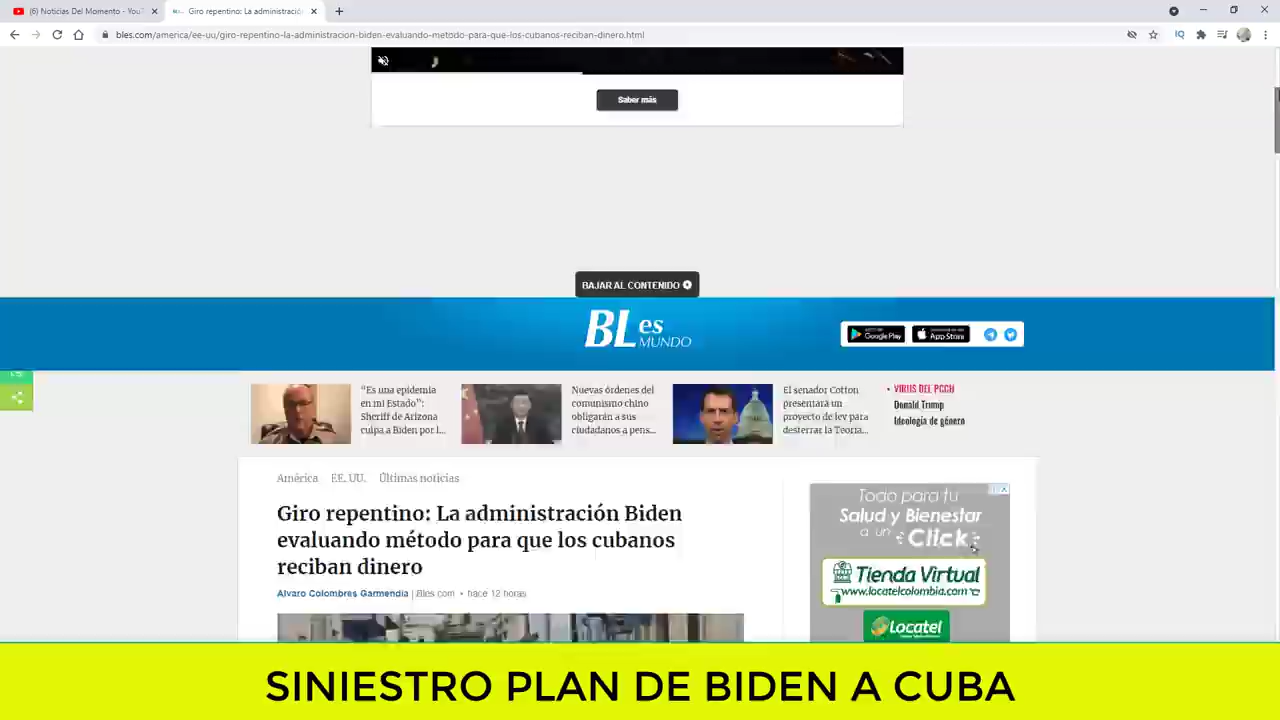 (6) Noticias Del Momento - You
Giro repentino: La administració
bles.com/america/ee-uu/giro-repentino-la-administracion-biden-evaluando-metodo-para-que-los-cubanos-reciban-dinero.html
Saber más
BAJAR AL CONTENIDO
BL es MUNDO
Google Play
App Store
"Es una epidemia
en mi Estado":
Sheriff de Arizona
culpa a Biden por l...
Nuevas órdenes del
comunismo chino
obligarán a sus
ciudadanos a pens...
El senador Cotton
presentará un
proyecto de ley para
desterrar la Teoría...
VIRUS DEL PCCH
Donald Trump
Ideología de género
América EE. UU. Últimas noticias
Giro repentino: La administración Biden
evaluando método para que los cubanos
reciban dinero
Alvaro Colombres Garmendia | Bles.com • hace 12 horas
Todo para tu
Salud y Bienestar
a un Click
Tienda Virtual
www.locatelcolombia.com
Locatel
SINIESTRO PLAN DE BIDEN A CUBA